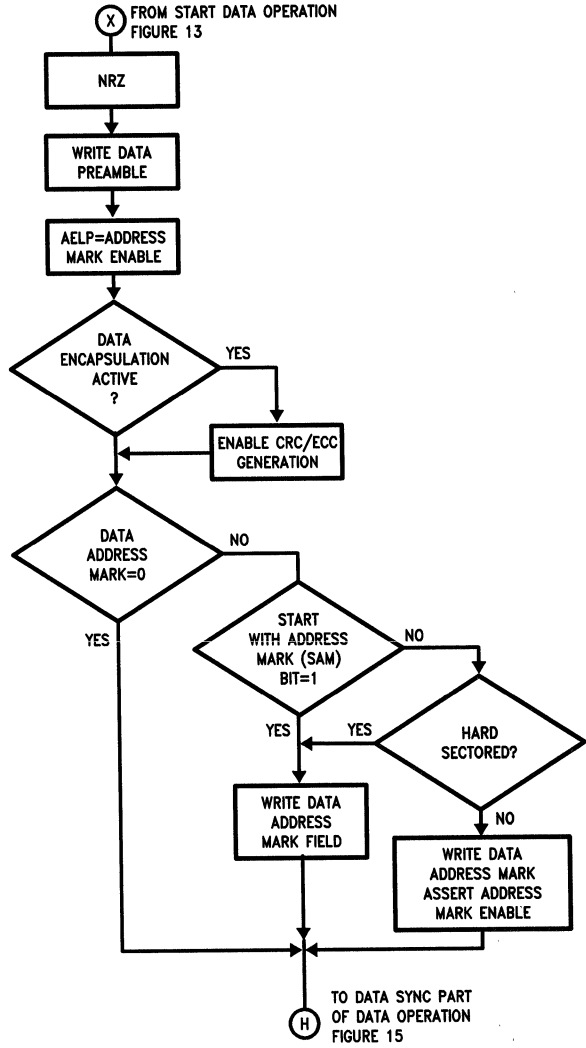 X
FROM START DATA OPERATION
FIGURE 13
NRZ
WRITE DATA
PREAMBLE
AELP=ADDRESS
MARK ENABLE
DATA
ENCAPSULATION
ACTIVE
?
YES
ENABLE CRC/ECC
GENERATION
DATA
ADDRESS
MARK=0
NO
YES
START
WITH ADDRESS
MARK (SAM)
BIT=1
NO
YES
HARD
SECTORED?
YES
NO
WRITE DATA
ADDRESS
MARK FIELD
WRITE DATA
ADDRESS MARK
ASSERT ADDRESS
MARK ENABLE
H
TO DATA SYNC PART
OF DATA OPERATION
FIGURE 15